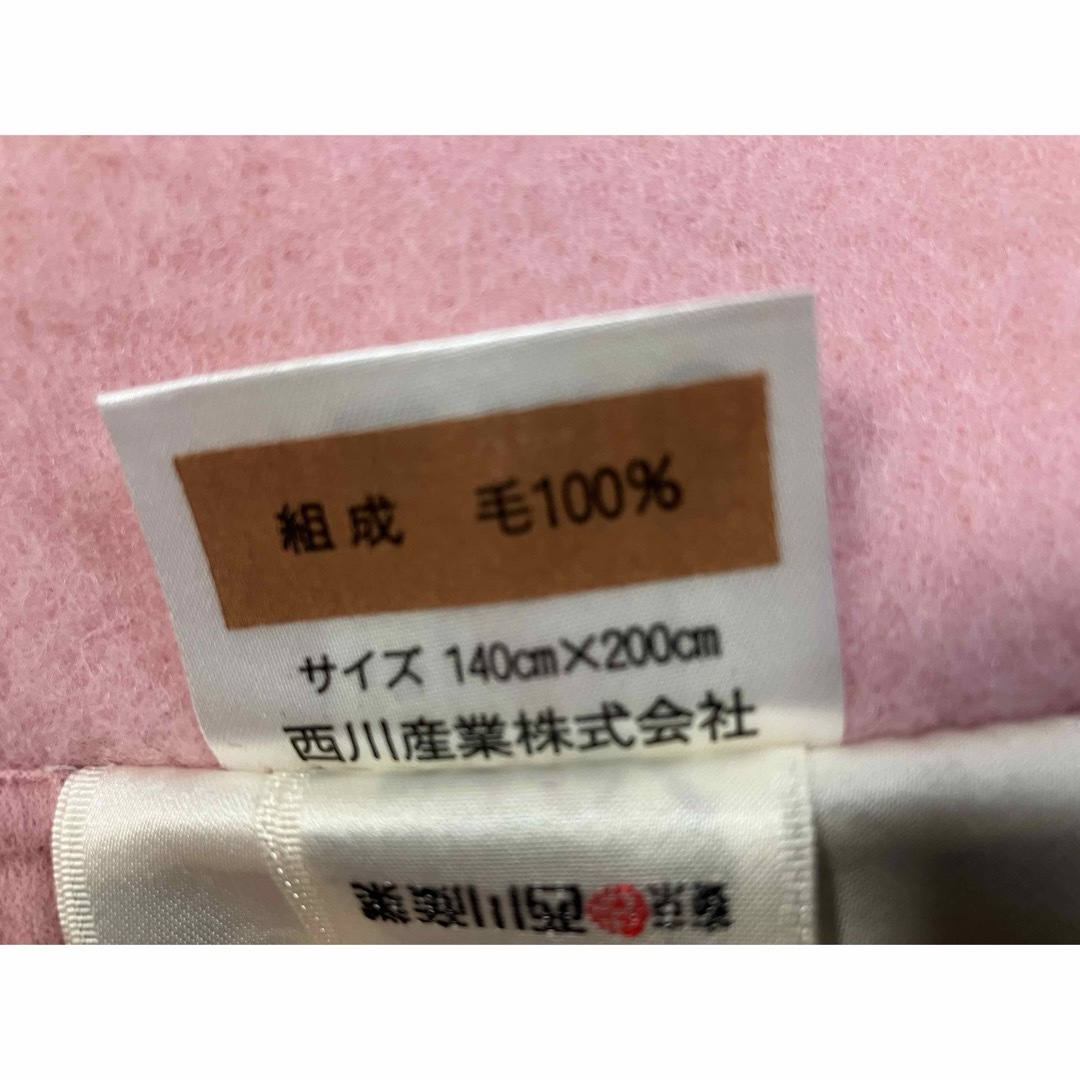 組成　毛100%
サイズ 140㎝×200㎝
西川産業株式会社